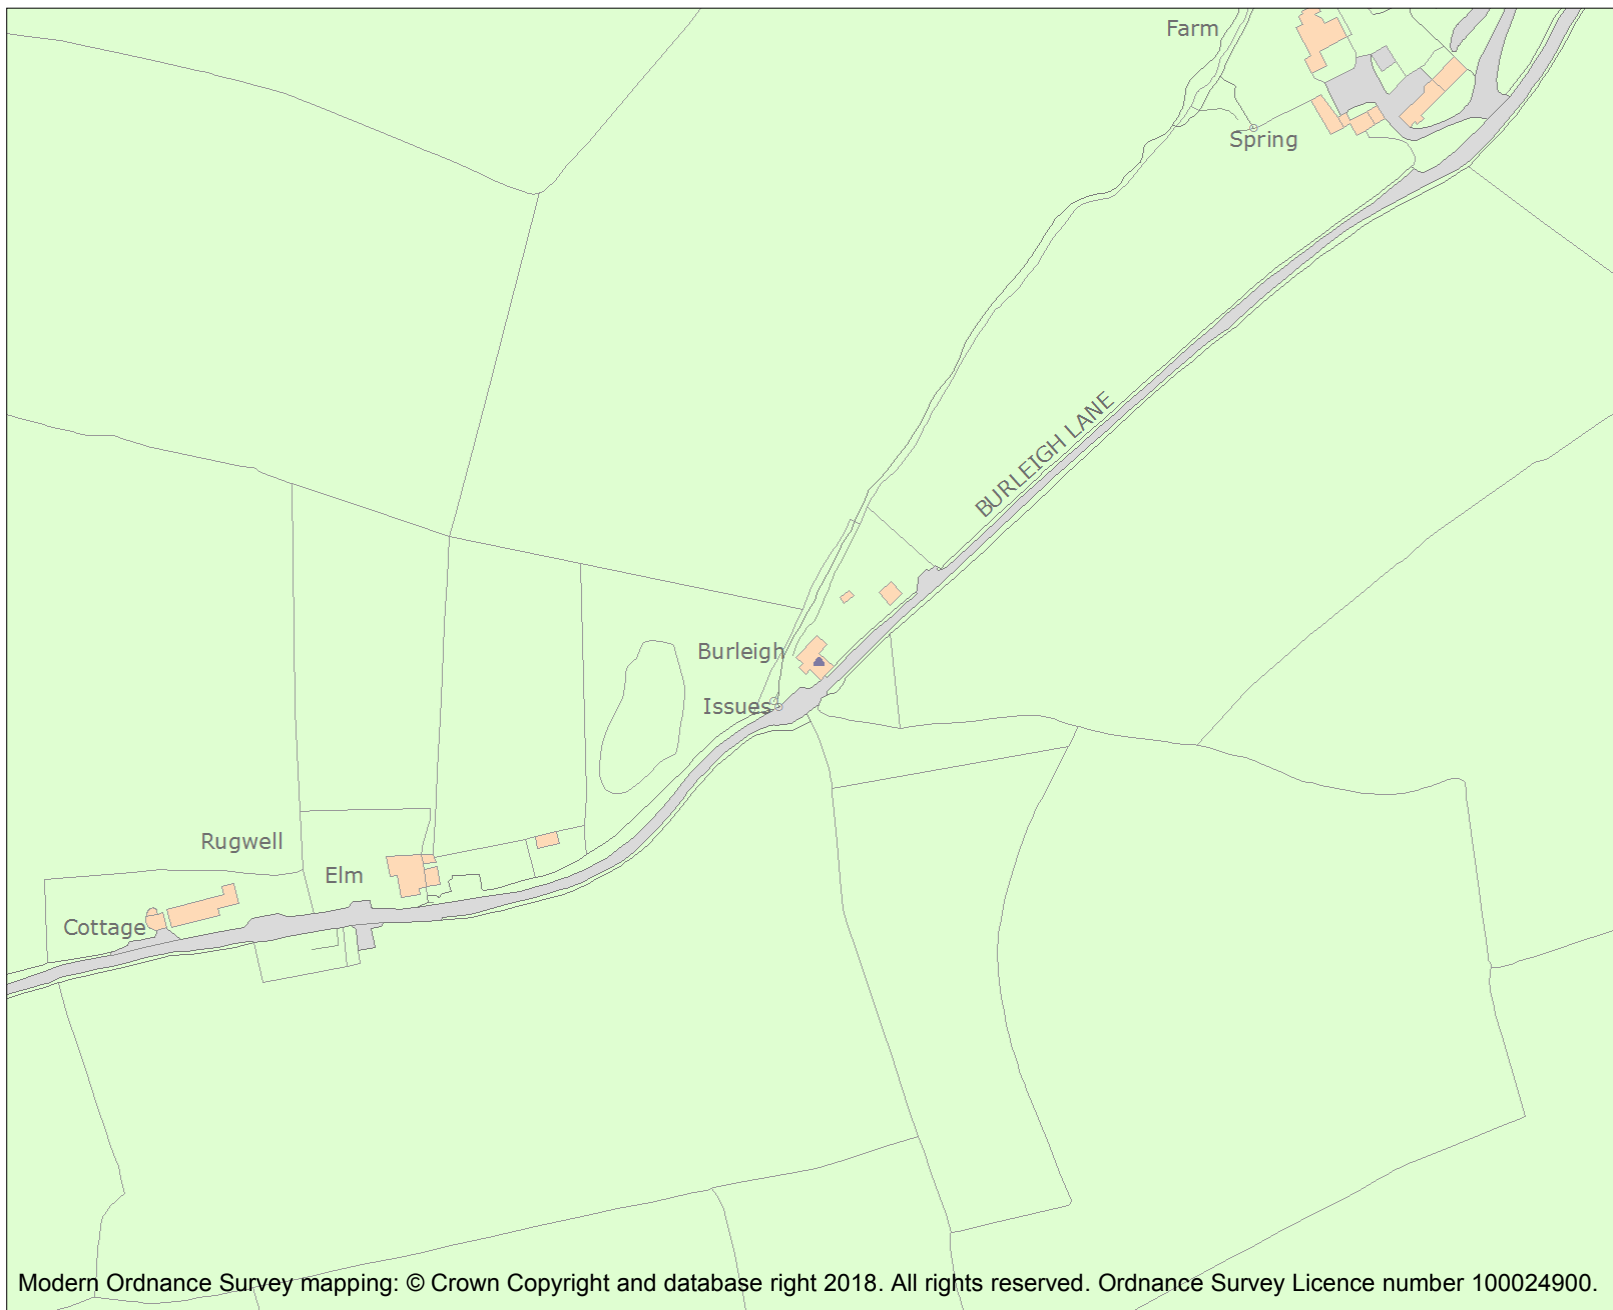 Farm
Spring
BURLEIGH LANE
Burleigh
Issues
Rugwell
Elm
Cottage
Modern Ordnance Survey mapping: © Crown Copyright and database right 2018. All rights reserved. Ordnance Survey Licence number 100024900.